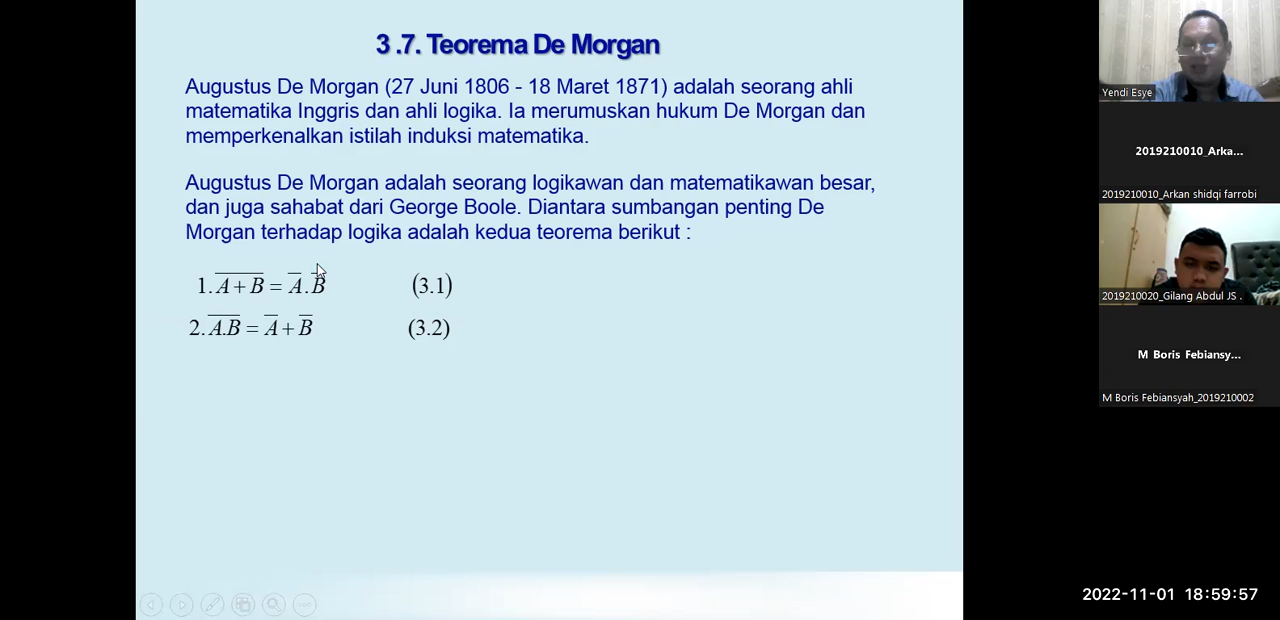 3 .7. Teorema De Morgan
Augustus De Morgan (27 Juni 1806 - 18 Maret 1871) adalah seorang ahli
matematika Inggris dan ahli logika. Ia merumuskan hukum De Morgan dan
memperkenalkan istilah induksi matematika.
Augustus De Morgan adalah seorang logikawan dan matematikawan besar,
dan juga sahabat dari George Boole. Diantara sumbangan penting De
Morgan terhadap logika adalah kedua teorema berikut :
1. A̅ ̅+̅ ̅B̅ = A̅ . B̅ (3.1)
2. A̅.̅B̅ = A̅ + B̅ (3.2)
Yendi Esye
2019210010_Arka...
2019210010_Arkan shidqi farrobi
2019210020_Gilang Abdul JS .
M Boris Febiansy...
M Boris Febiansyah_2019210002
2022-11-01 18:59:57